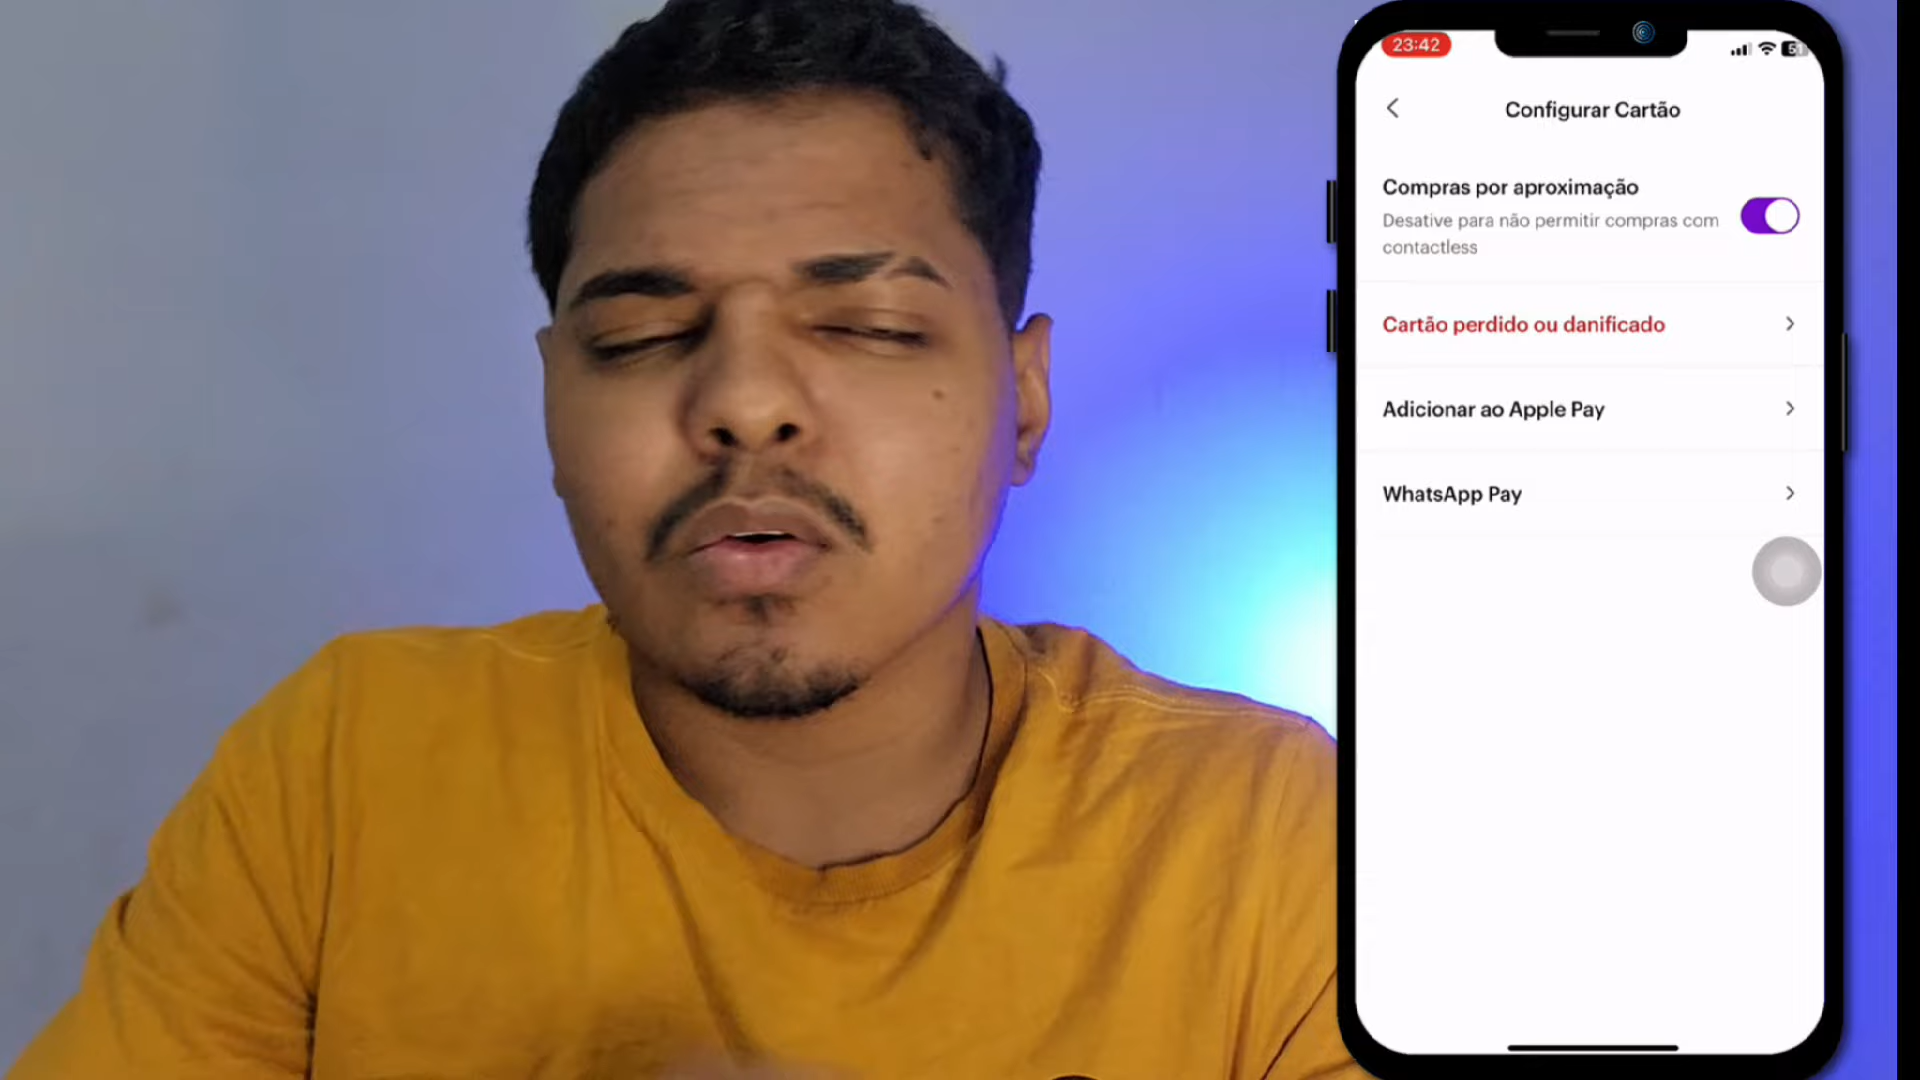 23:42
51
Configurar Cartão
Compras por aproximação
Desative para não permitir compras com
contactless
Cartão perdido ou danificado
Adicionar ao Apple Pay
WhatsApp Pay